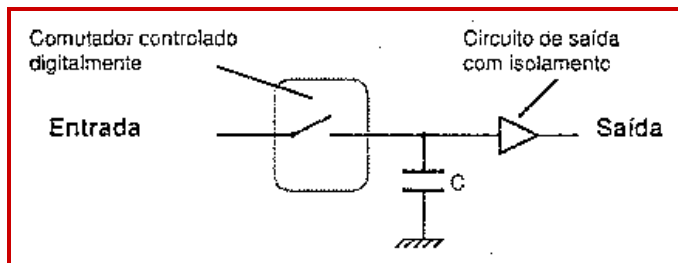 Comutador controlado
digitalmente
Circuito de saída
com isolamento
Entrada
Saída
C